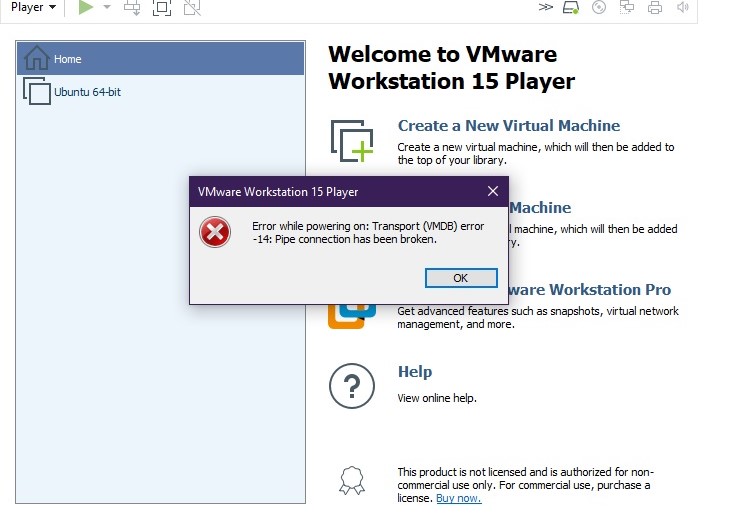 Player
Home
Ubuntu 64-bit
Welcome to VMware
Workstation 15 Player
Create a New Virtual Machine
Create a new virtual machine, which will then be added to
the top of your library.
VMware Workstation 15 Player
Error while powering on: Transport (VMDB) error
-14: Pipe connection has been broken.
OK
Machine
l machine, which will then be added
y.
ware Workstation Pro
Get advanced features such as snapshots, virtual network
management, and more.
?
Help
View online help.
This product is not licensed and is authorized for non-
commercial use only. For commercial use, purchase a
license. Buy now.